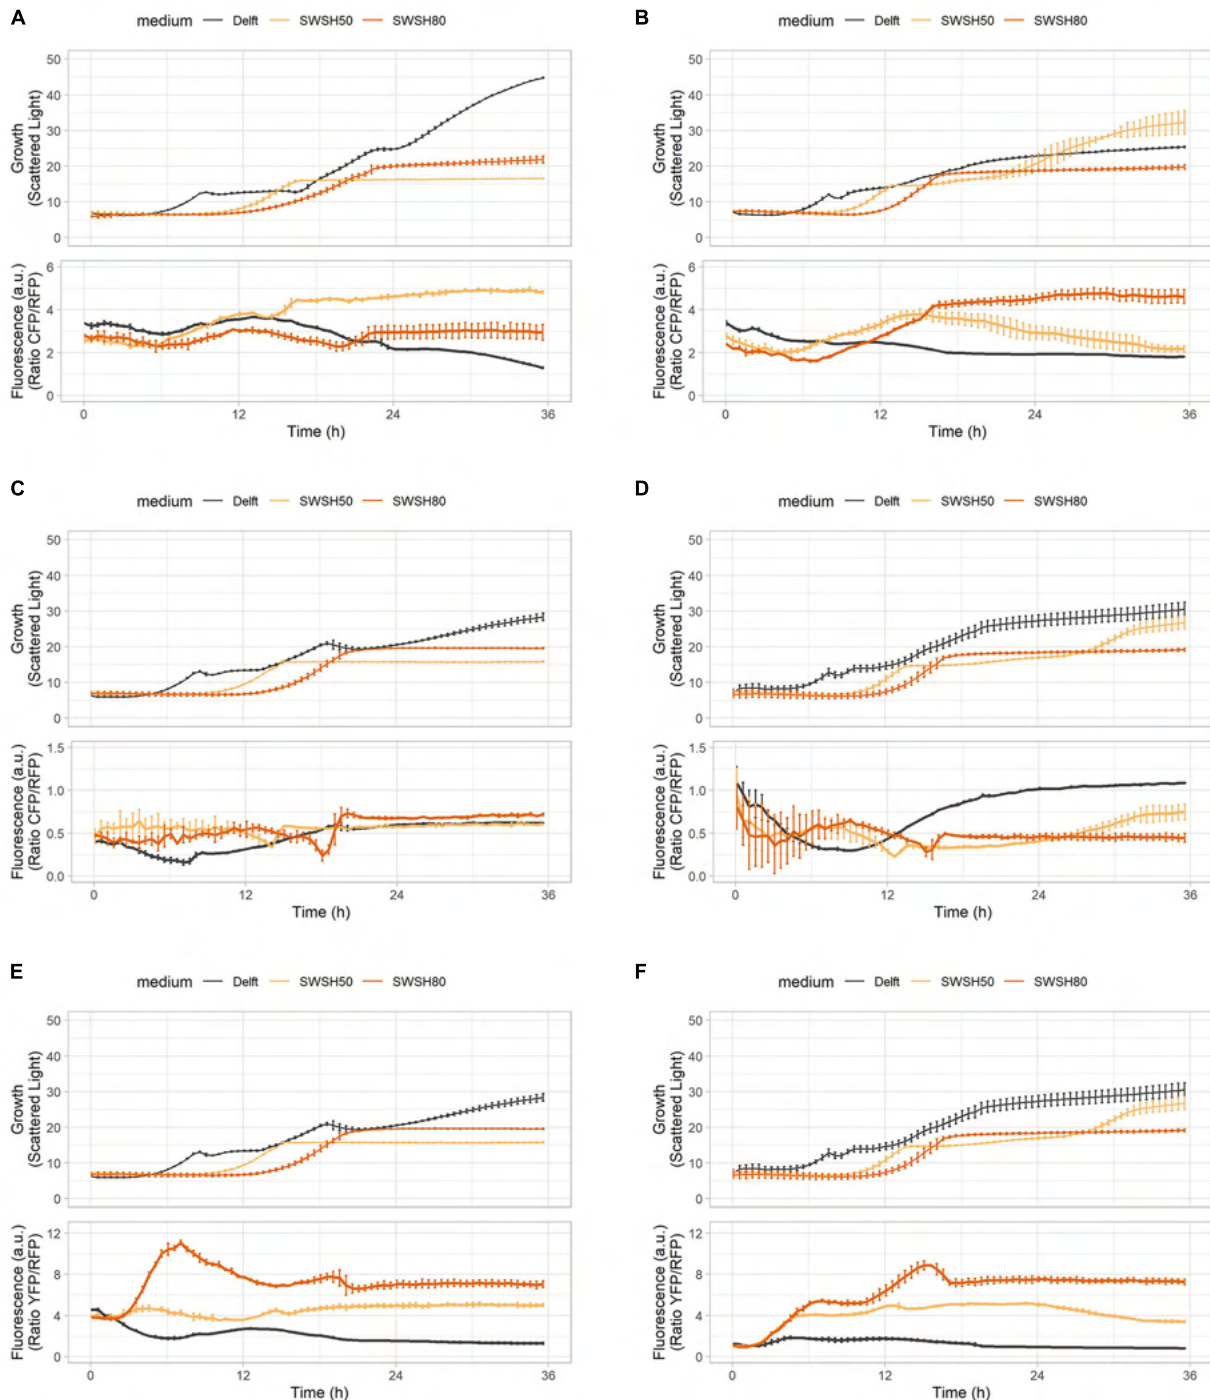 A
medium Delft SWSH50 SWSH80
Growth
(Scattered Light)
50
40
30
20
10
0
Fluorescence (a.u.)
(Ratio CFP/RFP)
6
4
2
0
0 12 24 36
Time (h)
B
medium Delft SWSH50 SWSH80
Growth
(Scattered Light)
50
40
30
20
10
0
Fluorescence (a.u.)
(Ratio CFP/RFP)
6
4
2
0
0 12 24 36
Time (h)
C
medium Delft SWSH50 SWSH80
Growth
(Scattered Light)
50
40
30
20
10
0
Fluorescence (a.u.)
(Ratio CFP/RFP)
1.5
1.0
0.5
0.0
0 12 24 36
Time (h)
D
medium Delft SWSH50 SWSH80
Growth
(Scattered Light)
50
40
30
20
10
0
Fluorescence (a.u.)
(Ratio CFP/RFP)
1.5
1.0
0.5
0.0
0 12 24 36
Time (h)
E
medium Delft SWSH50 SWSH80
Growth
(Scattered Light)
50
40
30
20
10
0
Fluorescence (a.u.)
(Ratio YFP/RFP)
12
8
4
0
0 12 24 36
Time (h)
F
medium Delft SWSH50 SWSH80
Growth
(Scattered Light)
50
40
30
20
10
0
Fluorescence (a.u.)
(Ratio YFP/RFP)
12
8
4
0
0 12 24 36
Time (h)